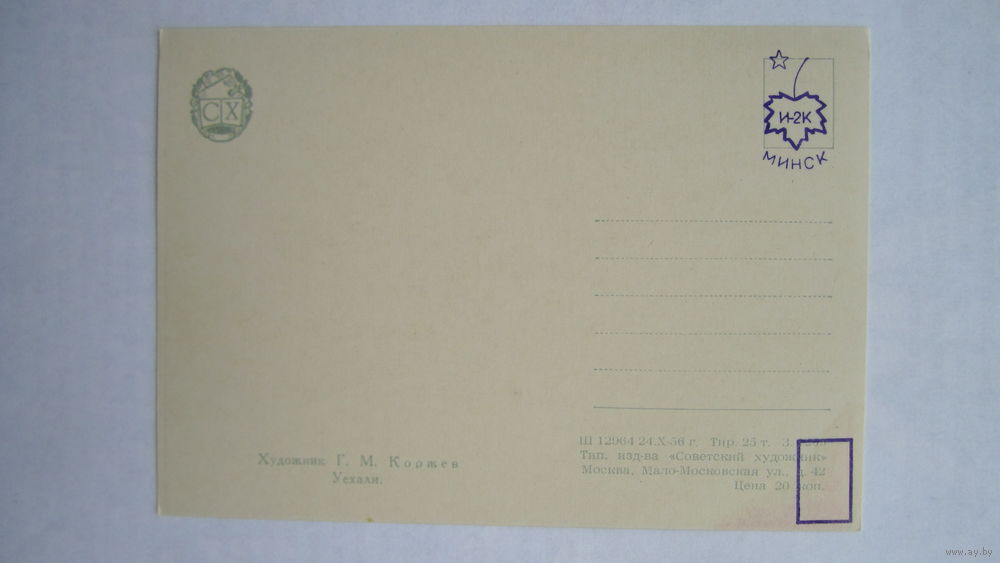 СХ
И-2К
МИНСК
Художник Г. М. Коржев
Уехали.
Ш 12964 24.X-56 г. Тир. 25 т. З.
Тип. изд-ва «Советский художник»
Москва, Мало-Московская ул., д. 42
Цена 20 коп.
www.ay.by